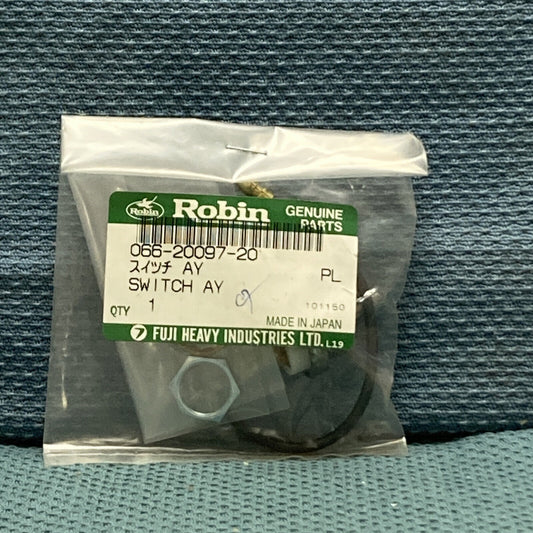 Robin Robin GENUINE PARTS
066-20097-20
スイッチ AY PL
SWITCH AY
QTY 1 101150
MADE IN JAPAN
FUJI HEAVY INDUSTRIES LTD. L19